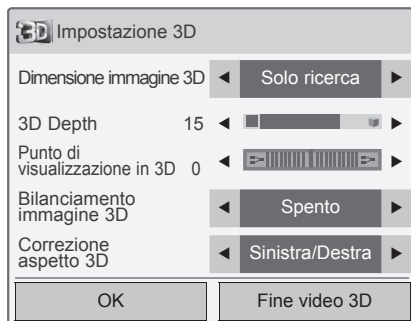 3D Impostazione 3D
Dimensione immagine 3D Solo ricerca
3D Depth 15
Punto di
visualizzazione in 3D 0
Bilanciamento
immagine 3D Spento
Correzione
aspetto 3D Sinistra/Destra
OK Fine video 3D